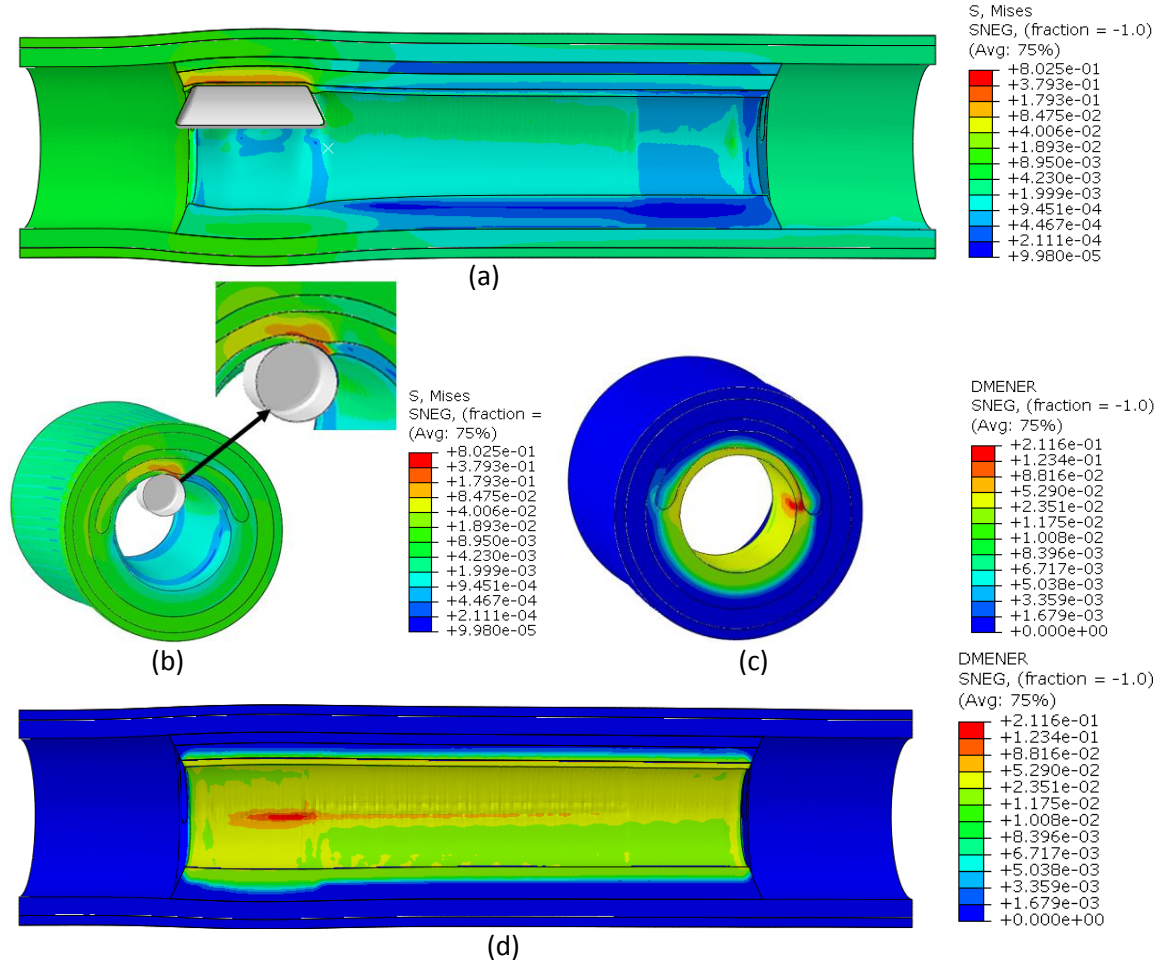 S, Mises
SNEG, (fraction = -1.0)
(Avg: 75%)
+8.025e-01
+3.793e-01
+1.793e-01
+8.475e-02
+4.006e-02
+1.893e-02
+8.950e-03
+4.230e-03
+1.999e-03
+9.451e-04
+4.467e-04
+2.111e-04
+9.980e-05
(a)
S, Mises
SNEG, (fraction =
(Avg: 75%)
+8.025e-01
+3.793e-01
+1.793e-01
+8.475e-02
+4.006e-02
+1.893e-02
+8.950e-03
+4.230e-03
+1.999e-03
+9.451e-04
+4.467e-04
+2.111e-04
+9.980e-05
(b)
DMENER
SNEG, (fraction = -1.0)
(Avg: 75%)
+2.116e-01
+1.234e-01
+8.816e-02
+5.290e-02
+2.351e-02
+1.175e-02
+1.008e-02
+8.396e-03
+6.717e-03
+5.038e-03
+3.359e-03
+1.679e-03
+0.000e+00
(c)
DMENER
SNEG, (fraction = -1.0)
(Avg: 75%)
+2.116e-01
+1.234e-01
+8.816e-02
+5.290e-02
+2.351e-02
+1.175e-02
+1.008e-02
+8.396e-03
+6.717e-03
+5.038e-03
+3.359e-03
+1.679e-03
+0.000e+00
(d)